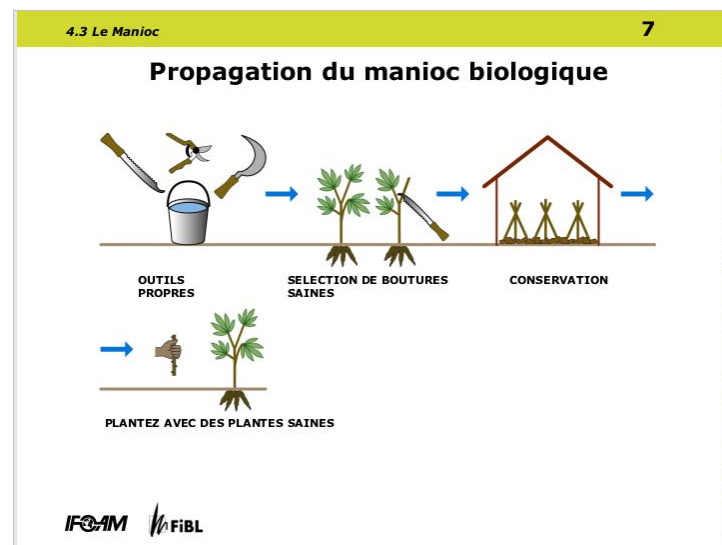 4.3 Le Manioc
7
Propagation du manioc biologique
OUTILS
PROPRES
SELECTION DE BOUTURES
SAINES
CONSERVATION
PLANTEZ AVEC DES PLANTES SAINES
IFOAM
FiBL